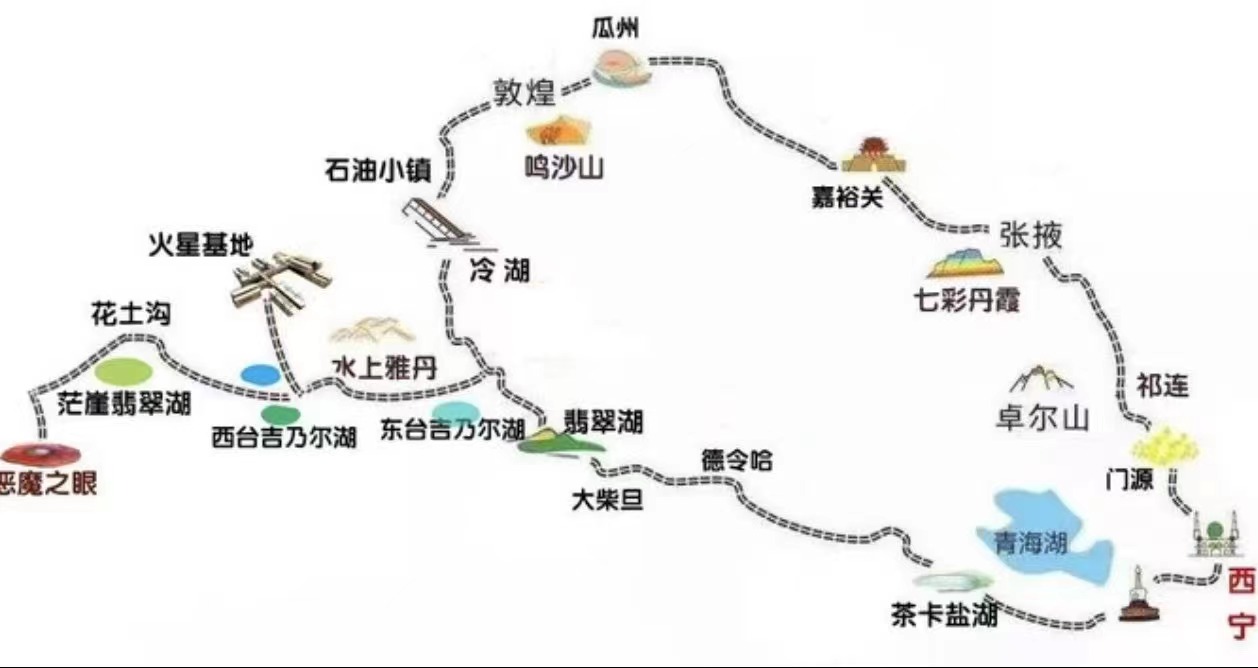 瓜州
敦煌
鸣沙山
石油小镇
嘉裕关
张掖
火星基地
冷湖
七彩丹霞
花土沟
水上雅丹
祁连
茫崖翡翠湖
卓尔山
西台吉乃尔湖
东台吉乃尔湖
翡翠湖
德令哈
恶魔之眼
门源
大柴旦
青海湖
西宁
茶卡盐湖